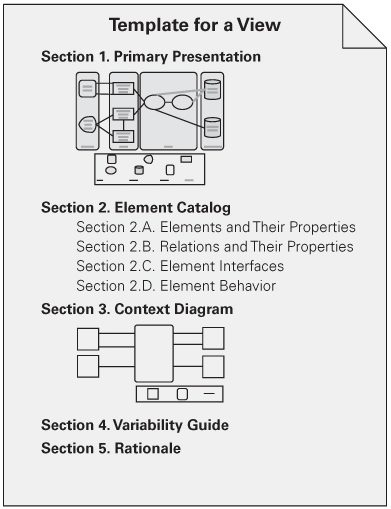 Template for a View
Section 1. Primary Presentation
Section 2. Element Catalog
Section 2.A. Elements and Their Properties
Section 2.B. Relations and Their Properties
Section 2.C. Element Interfaces
Section 2.D. Element Behavior
Section 3. Context Diagram
Section 4. Variability Guide
Section 5. Rationale